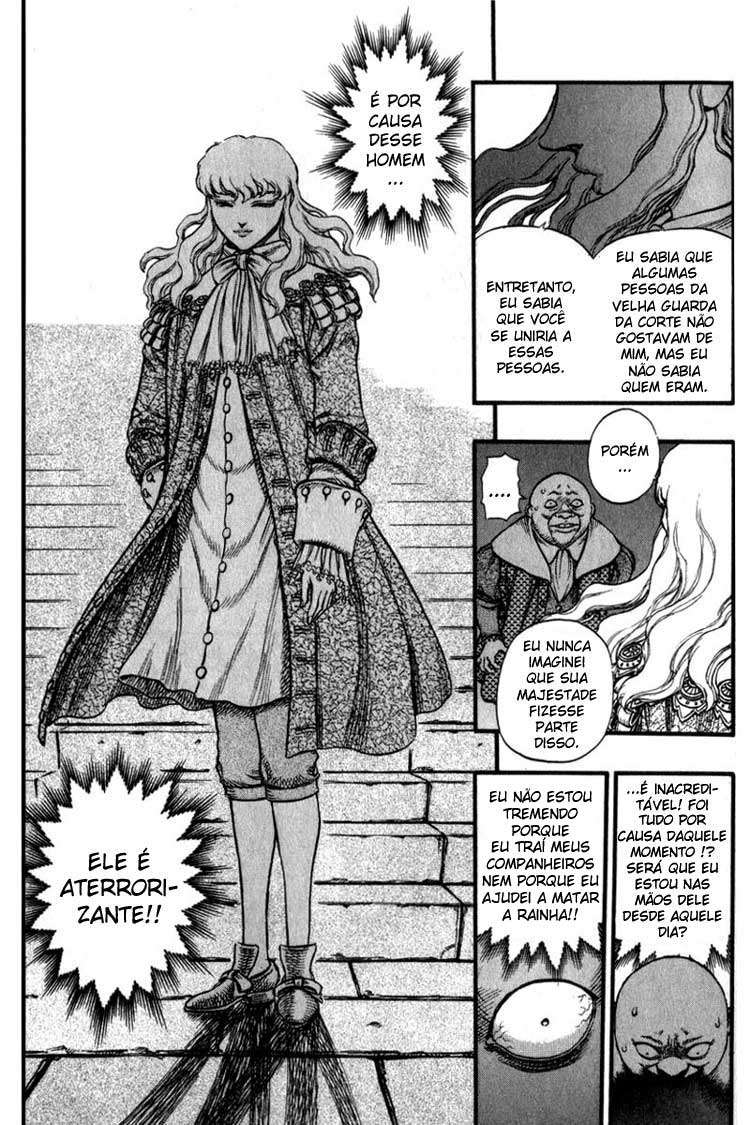 EU SABIA QUE
ALGUMAS
PESSOAS DA
VELHA GUARDA
DA CORTE NÃO
GOSTAVAM DE
MIM, MAS EU
NÃO SABIA
QUEM ERAM.
ENTRETANTO,
EU SABIA
QUE VOCÊ
SE UNIRIA A
ESSAS
PESSOAS.
PORÉM
...
....
EU NUNCA
IMAGINEI
QUE SUA
MAJESTADE
FIZESSE
PARTE
DISSO.
...É INACREDI-
TÁVEL! FOI
TUDO POR
CAUSA DAQUELE
MOMENTO !?
SERÁ QUE EU
ESTOU NAS
MÃOS DELE
DESDE AQUELE
DIA?
EU NÃO ESTOU
TREMENDO
PORQUE
EU TRAÍ MEUS
COMPANHEIROS
NEM PORQUE EU
AJUDEI A MATAR
A RAINHA!!
É POR
CAUSA
DESSE
HOMEM
...
ELE É
ATERRORI-
ZANTE!!